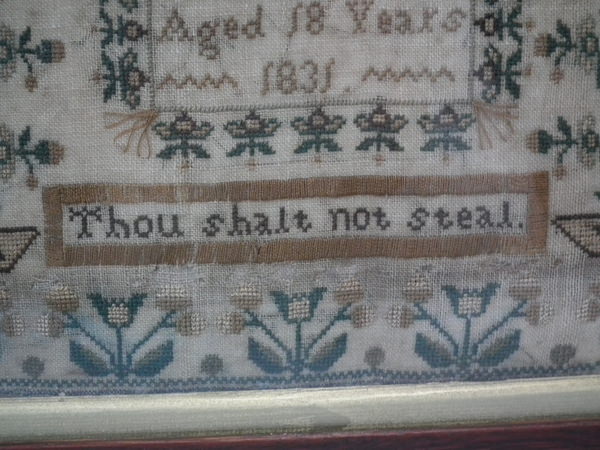 Aged 18 Years
1831
Thou shalt not steal.